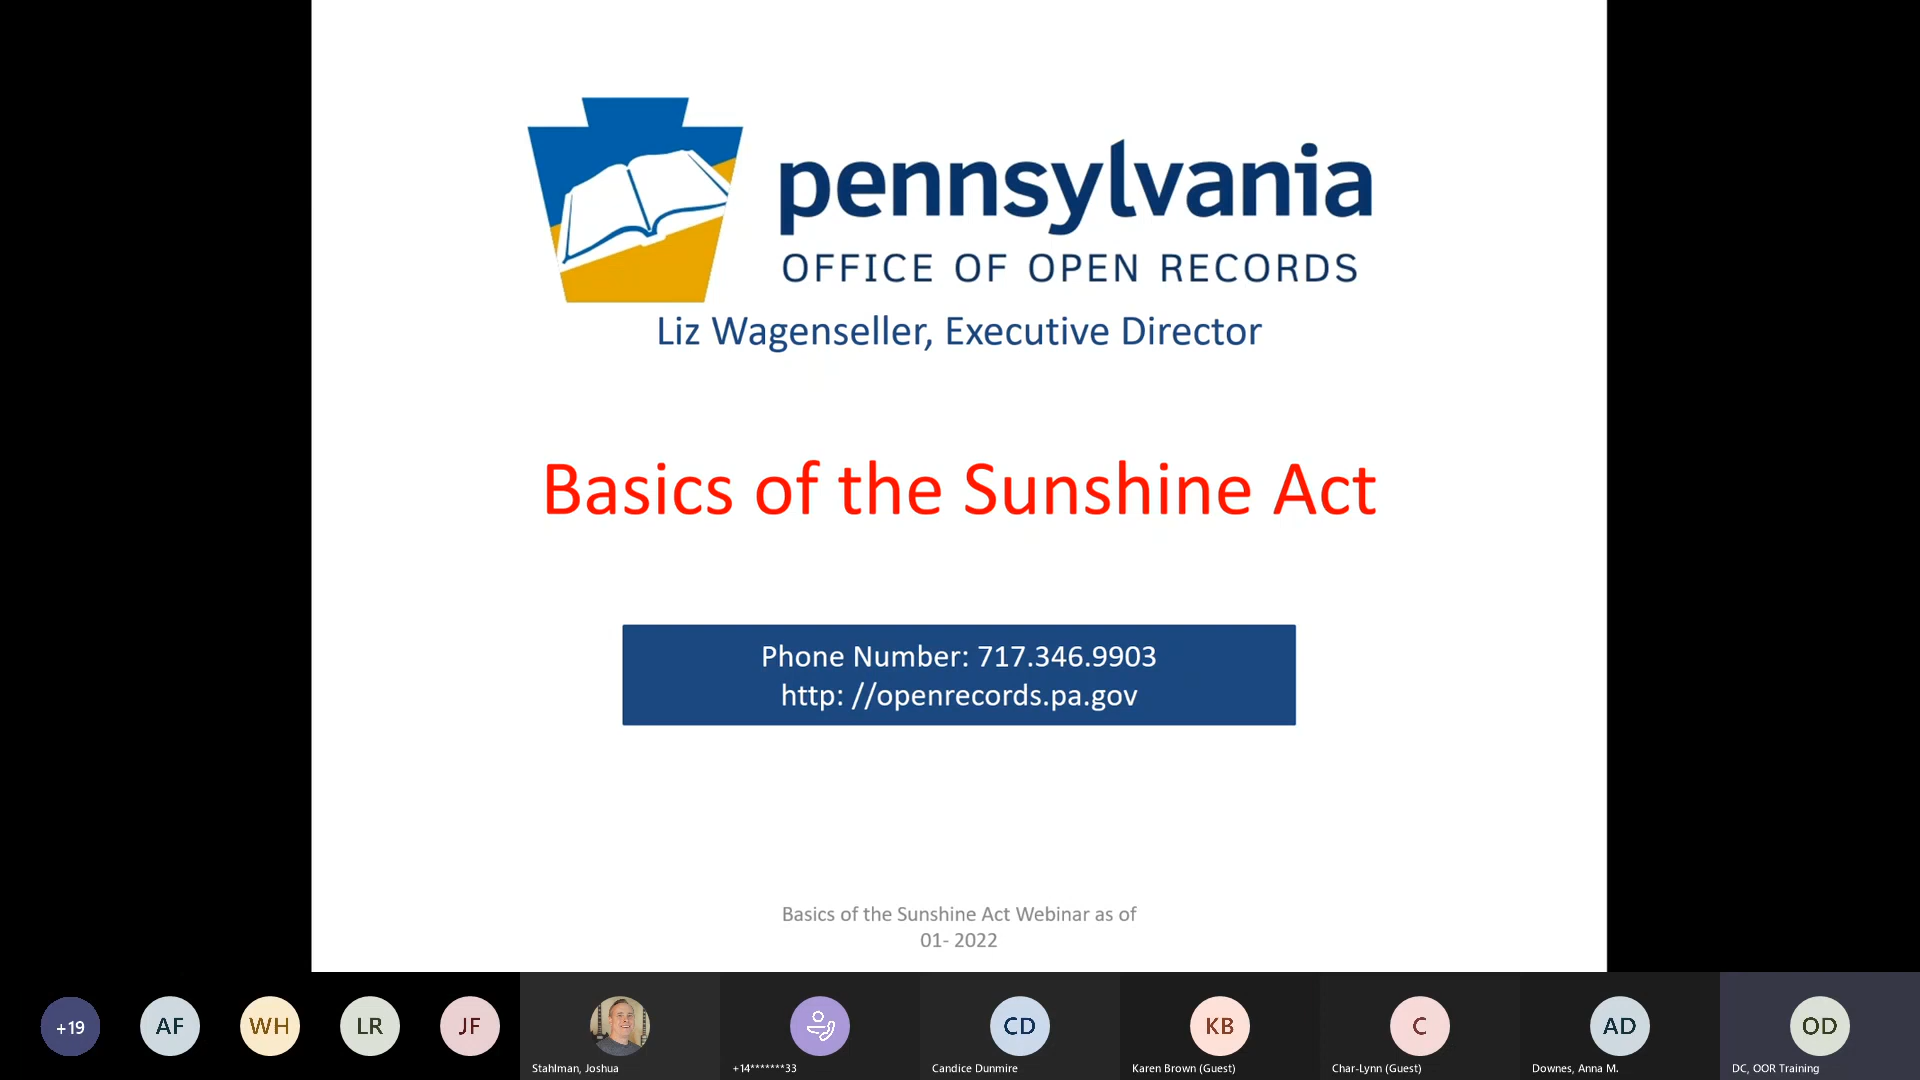 pennsylvania
OFFICE OF OPEN RECORDS
Liz Wagenseller, Executive Director
Basics of the Sunshine Act
Phone Number: 717.346.9903
http: //openrecords.pa.gov
Basics of the Sunshine Act Webinar as of
01- 2022
+19
AF
WH
LR
JF
Stahlman, Joshua
+14*******33
CD
Candice Dunmire
KB
Karen Brown (Guest)
C
Char-Lynn (Guest)
AD
Downes, Anna M.
OD
DC, OOR Training